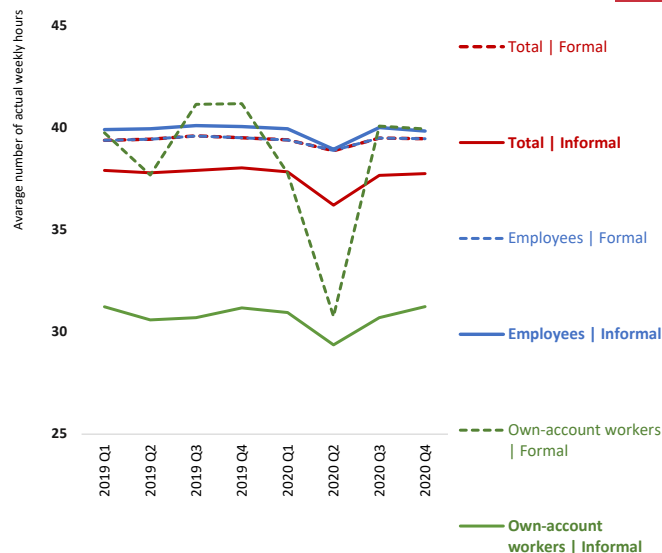 Avarage number of actual weekly hours
45
40
35
30
25
2019 Q1
2019 Q2
2019 Q3
2019 Q4
2020 Q1
2020 Q2
2020 Q3
2020 Q4
Total | Formal
Total | Informal
Employees | Formal
Employees | Informal
Own-account workers
| Formal
Own-account
workers | Informal